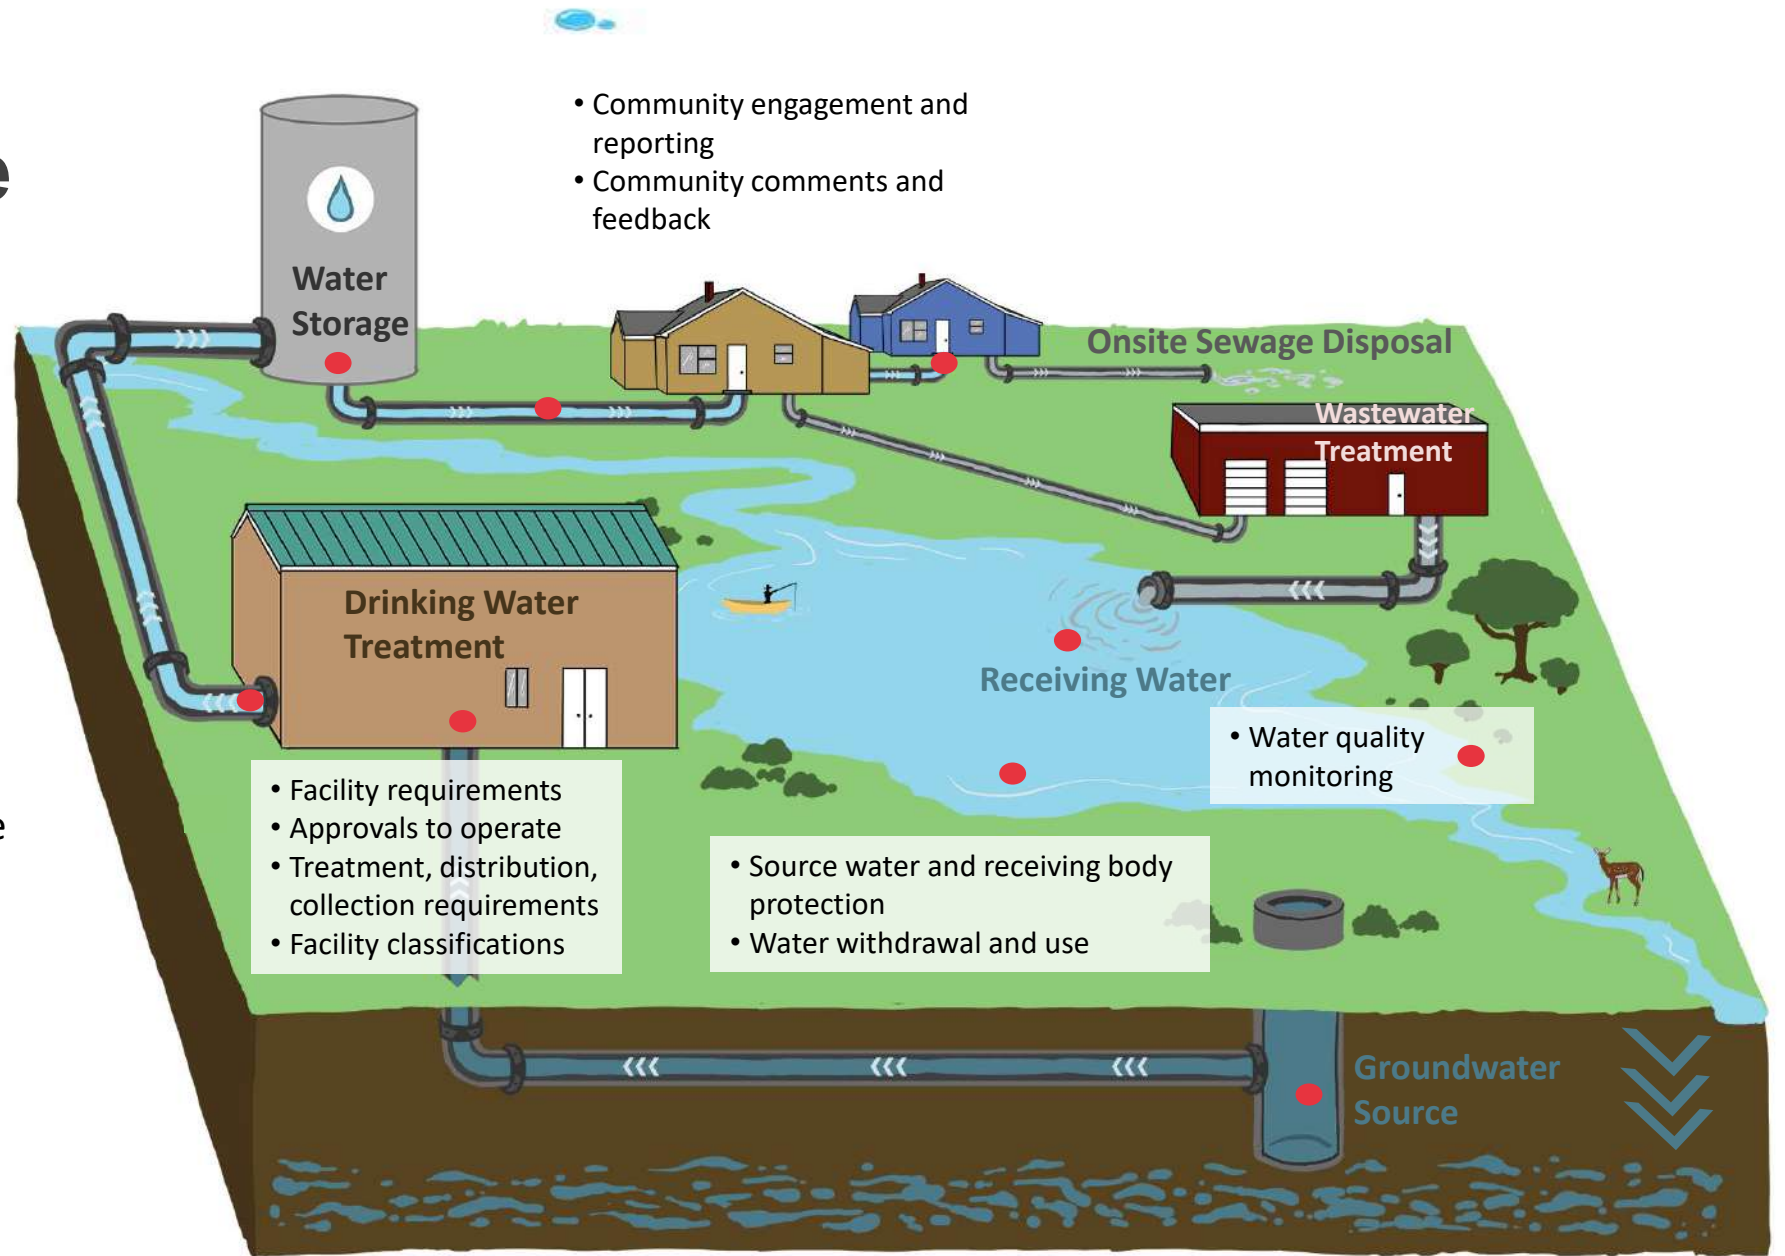 e
• Community engagement and
reporting
• Community comments and
feedback
Water
Storage
Onsite Sewage Disposal
Wastewater
Treatment
Drinking Water
Treatment
Receiving Water
• Water quality
monitoring
• Facility requirements
• Approvals to operate
• Treatment, distribution,
collection requirements
• Facility classifications
e
• Source water and receiving body
protection
• Water withdrawal and use
Groundwater
Source